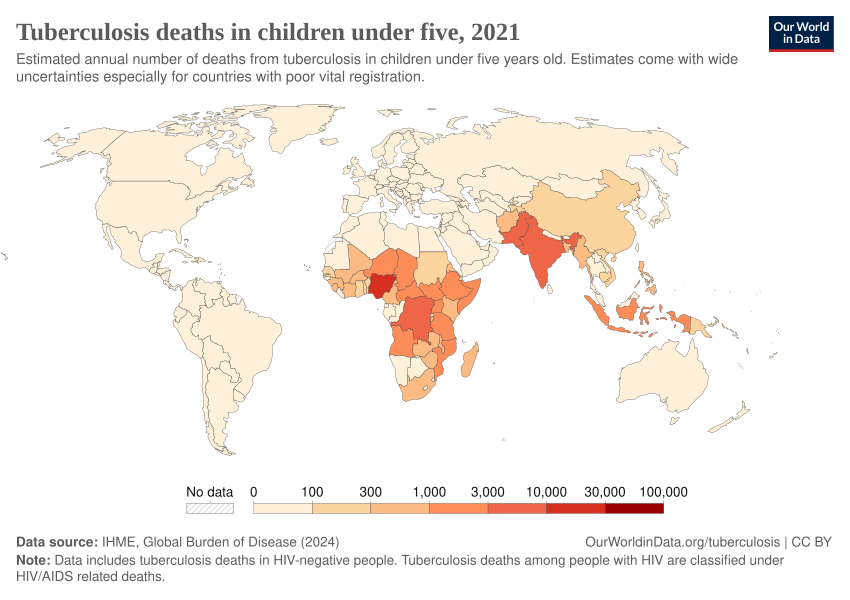 Tuberculosis deaths in children under five, 2021
Our World
in Data
Estimated annual number of deaths from tuberculosis in children under five years old. Estimates come with wide
uncertainties especially for countries with poor vital registration.
No data
0
100
300
1,000
3,000
10,000
30,000
100,000
Data source: IHME, Global Burden of Disease (2024)
OurWorldinData.org/tuberculosis | CC BY
Note: Data includes tuberculosis deaths in HIV-negative people. Tuberculosis deaths among people with HIV are classified under
HIV/AIDS related deaths.